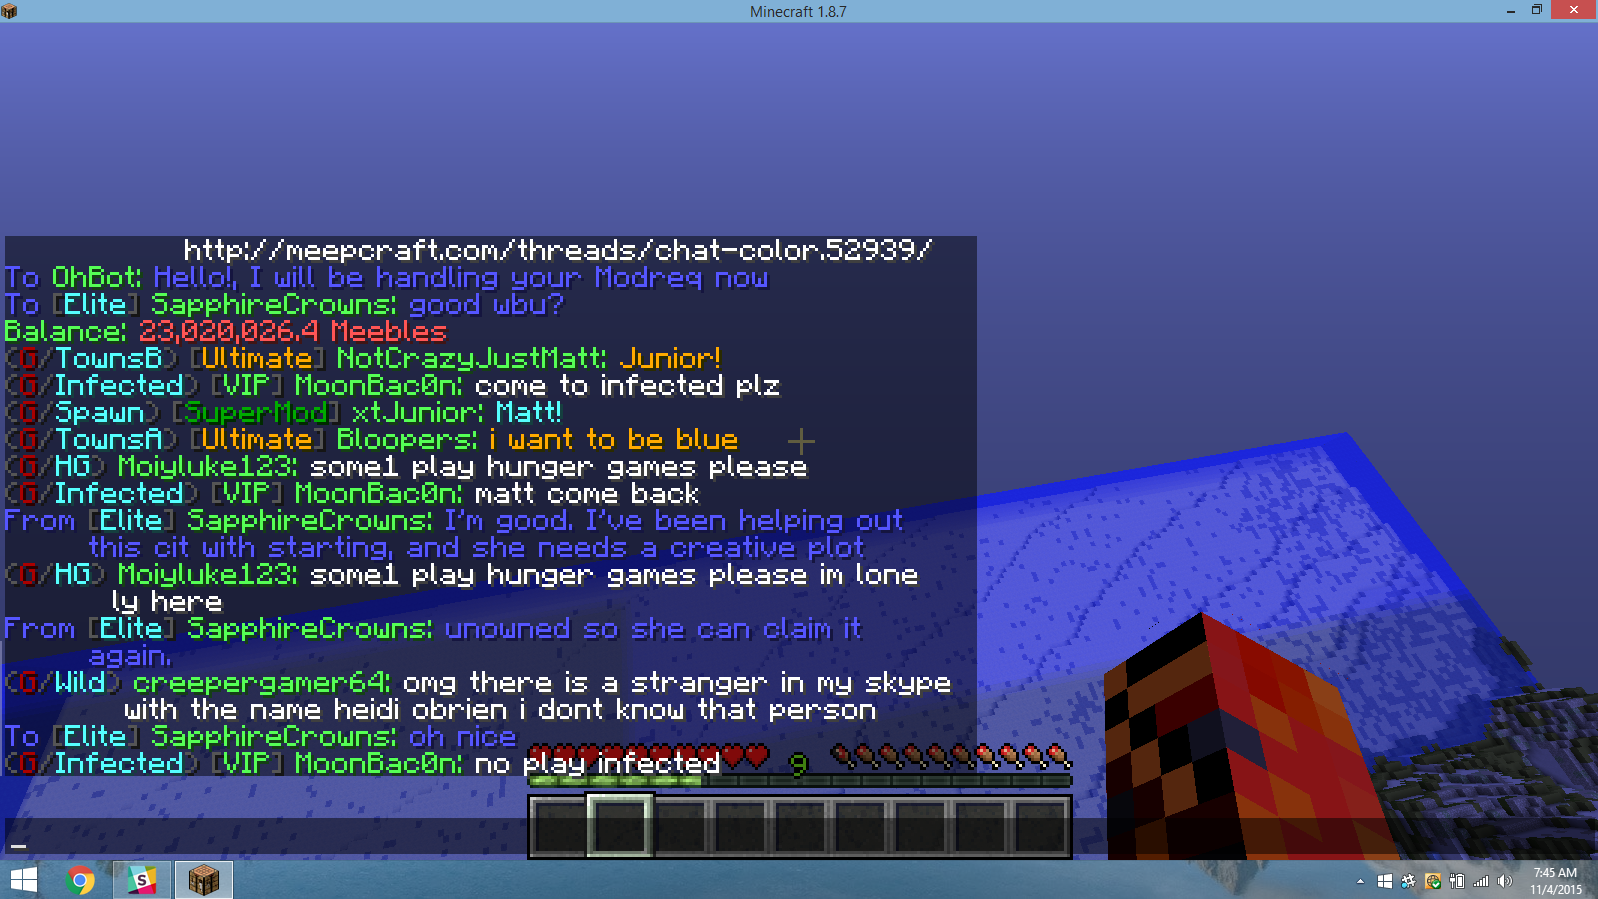 Minecraft 1.8.7
http://meepcraft.com/threads/chat-color.52939/
To OhBot: Hello!, I will be handling your Modreq now
To [Elite] SapphireCrowns: good wbu?
Balance: 23,020,026.4 Meebles
(G/TownsB) [Ultimate] NotCrazyJustMatt: Junior!
(G/Infected) [VIP] MoonBac0n: come to infected plz
(G/Spawn) [SuperMod] xtJunior: Matt!
(G/TownsA) [Ultimate] Bloopers: i want to be blue
(G/HG) Moiyluke123: some1 play hunger games please
(G/Infected) [VIP] MoonBac0n: matt come back
From [Elite] SapphireCrowns: I'm good. I've been helping out
this cit with starting, and she needs a creative plot
(G/HG) Moiyluke123: some1 play hunger games please im lone
ly here
From [Elite] SapphireCrowns: unowned so she can claim it
again.
(G/Wild) creepergamer64: omg there is a stranger in my skype
with the name heidi obrien i dont know that person
To [Elite] SapphireCrowns: oh nice
(G/Infected) [VIP] MoonBac0n: no play infected
9
_
S
7:45 AM
11/4/2015